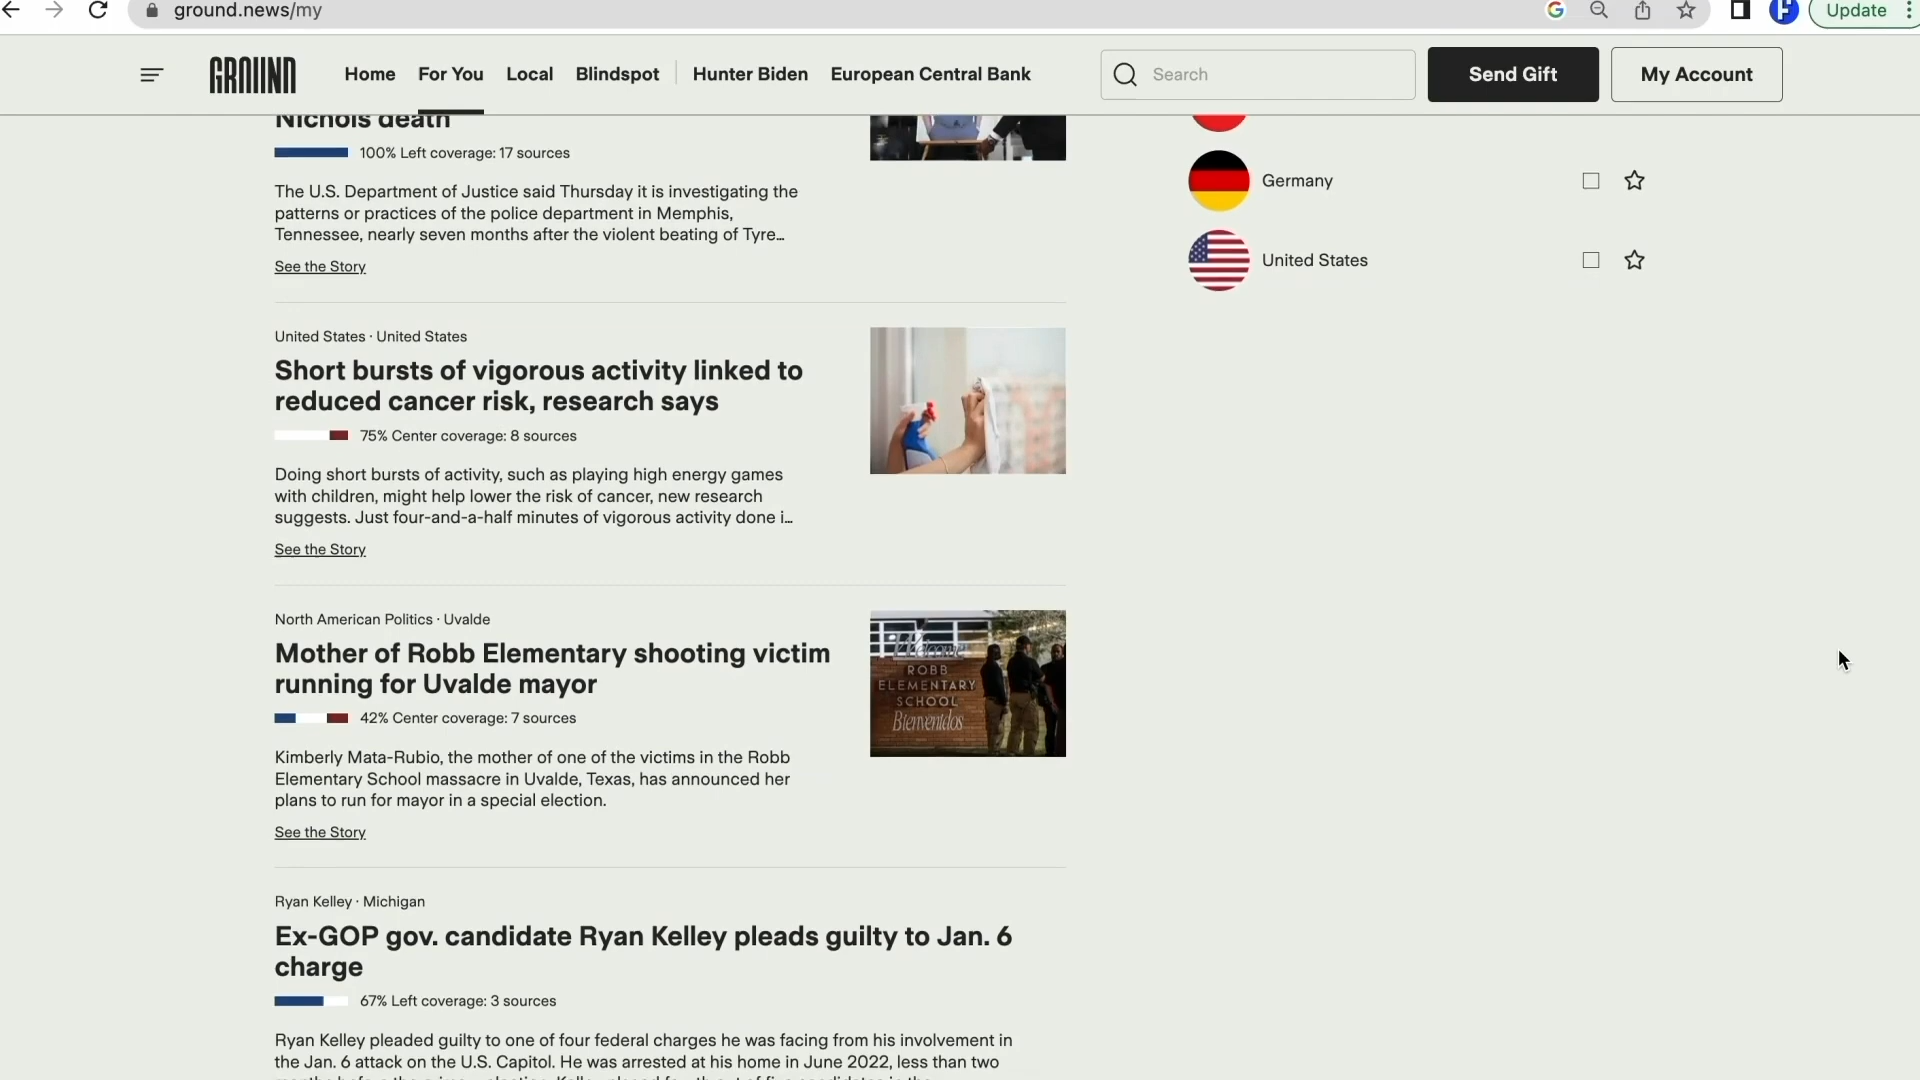 ground.news/my
Update
GROUND
Home
For You
Local
Blindspot
Hunter Biden
European Central Bank
Search
Send Gift
My Account
Nichols death
100% Left coverage: 17 sources
The U.S. Department of Justice said Thursday it is investigating the
patterns or practices of the police department in Memphis,
Tennessee, nearly seven months after the violent beating of Tyre…
See the Story
Germany
United States
United States · United States
Short bursts of vigorous activity linked to
reduced cancer risk, research says
75% Center coverage: 8 sources
Doing short bursts of activity, such as playing high energy games
with children, might help lower the risk of cancer, new research
suggests. Just four-and-a-half minutes of vigorous activity done i…
See the Story
North American Politics · Uvalde
Mother of Robb Elementary shooting victim
running for Uvalde mayor
42% Center coverage: 7 sources
Kimberly Mata-Rubio, the mother of one of the victims in the Robb
Elementary School massacre in Uvalde, Texas, has announced her
plans to run for mayor in a special election.
See the Story
Welcome
ROBB
ELEMENTARY
SCHOOL
Bienvenidos
Ryan Kelley · Michigan
Ex-GOP gov. candidate Ryan Kelley pleads guilty to Jan. 6
charge
67% Left coverage: 3 sources
Ryan Kelley pleaded guilty to one of four federal charges he was facing from his involvement in
the Jan. 6 attack on the U.S. Capitol. He was arrested at his home in June 2022, less than two